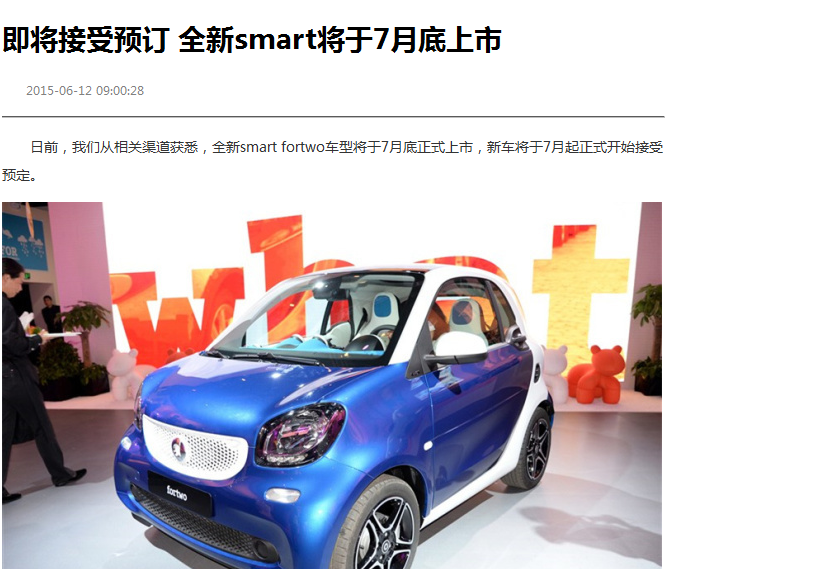 即将接受预订 全新smart将于7月底上市
2015-06-12 09:00:28
日前，我们从相关渠道获悉，全新smart fortwo车型将于7月底正式上市，新车将于7月起正式开始接受
预定。
what
fortwo